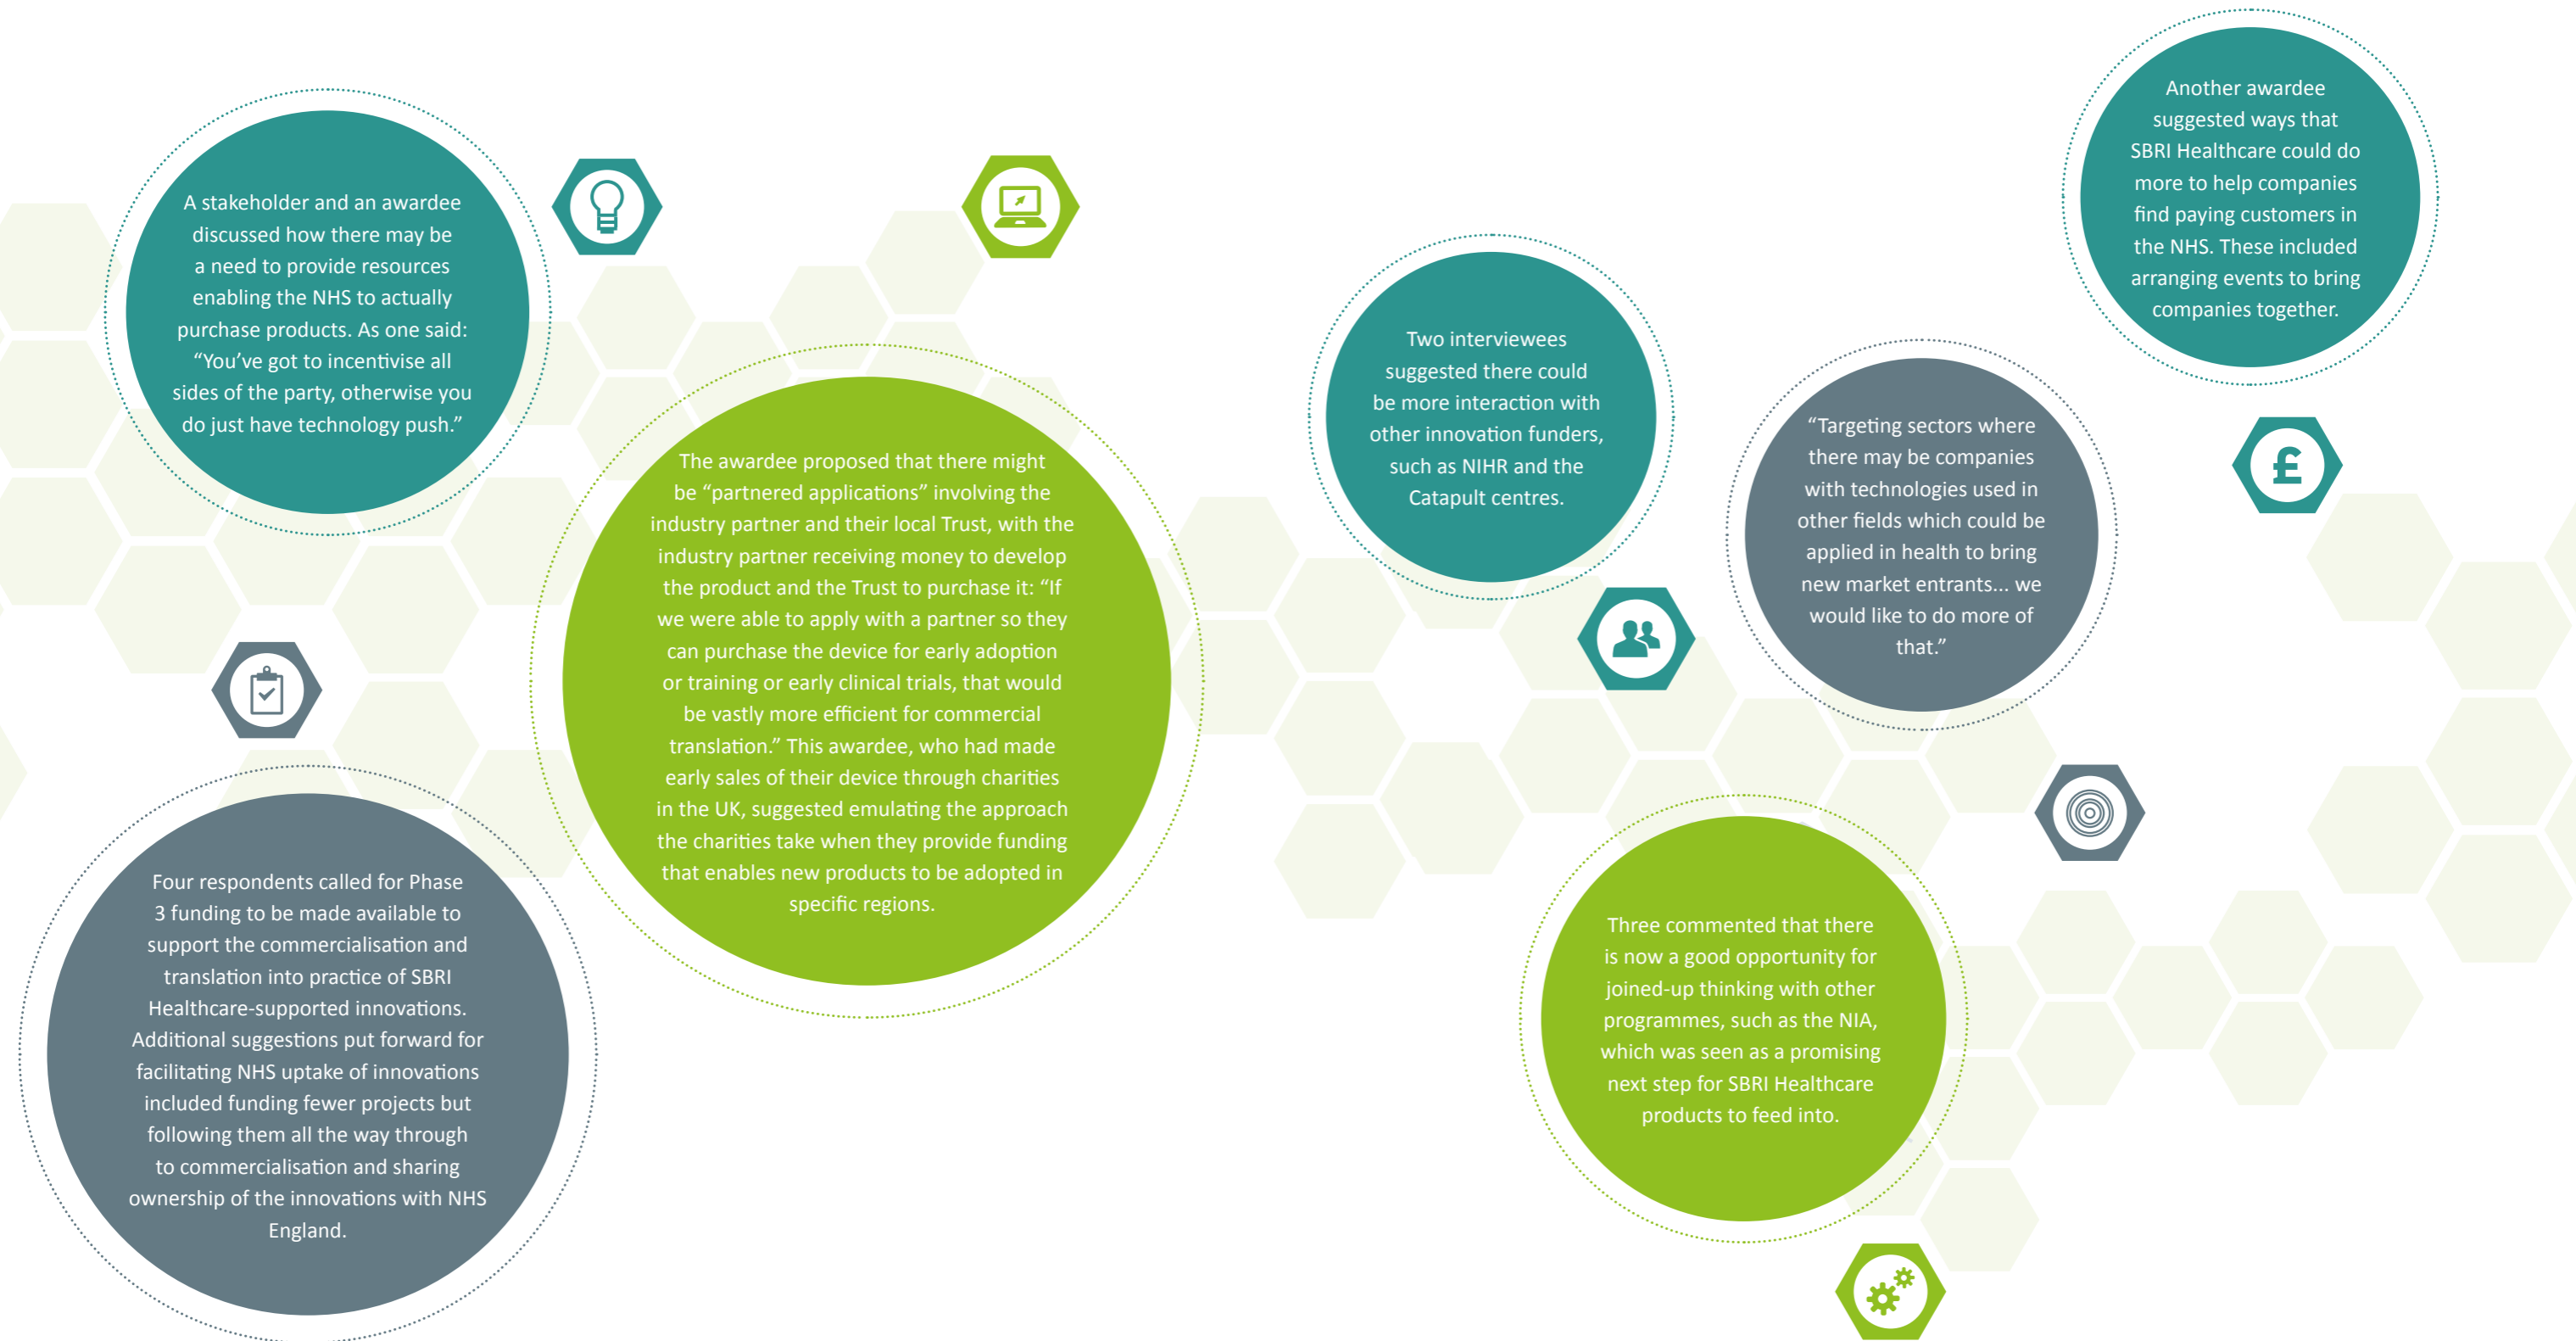 A stakeholder and an awardee
discussed how there may be
a need to provide resources
enabling the NHS to actually
purchase products. As one said:
“You’ve got to incentivise all
sides of the party, otherwise you
do just have technology push.”
The awardee proposed that there might
be “partnered applications” involving the
industry partner and their local Trust, with the
industry partner receiving money to develop
the product and the Trust to purchase it: “If
we were able to apply with a partner so they
can purchase the device for early adoption
or training or early clinical trials, that would
be vastly more efficient for commercial
translation.” This awardee, who had made
early sales of their device through charities
in the UK, suggested emulating the approach
the charities take when they provide funding
that enables new products to be adopted in
specific regions.
Four respondents called for Phase
3 funding to be made available to
support the commercialisation and
translation into practice of SBRI
Healthcare-supported innovations.
Additional suggestions put forward for
facilitating NHS uptake of innovations
included funding fewer projects but
following them all the way through
to commercialisation and sharing
ownership of the innovations with NHS
England.
Two interviewees
suggested there could
be more interaction with
other innovation funders,
such as NIHR and the
Catapult centres.
Another awardee
suggested ways that
SBRI Healthcare could do
more to help companies
find paying customers in
the NHS. These included
arranging events to bring
companies together.
“Targeting sectors where
there may be companies
with technologies used in
other fields which could be
applied in health to bring
new market entrants... we
would like to do more of
that.”
£
Three commented that there
is now a good opportunity for
joined-up thinking with other
programmes, such as the NIA,
which was seen as a promising
next step for SBRI Healthcare
products to feed into.